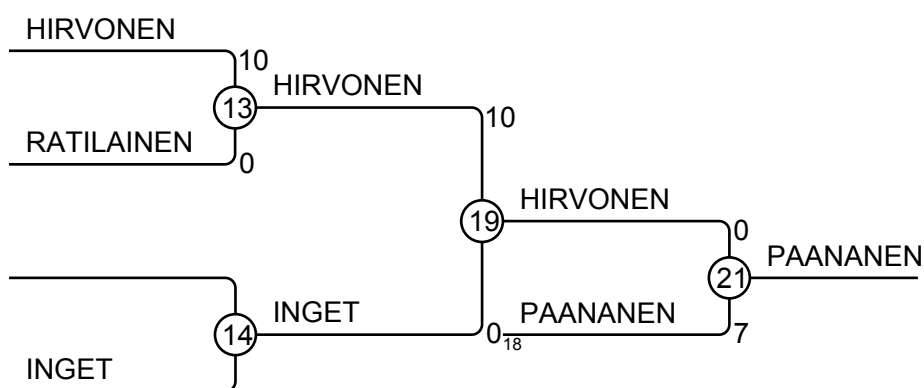 HIRVONEN
10
13
HIRVONEN
RATILAINEN
0
10
19
HIRVONEN
0
21
PAANANEN
14
INGET
0
18
PAANANEN
7
INGET